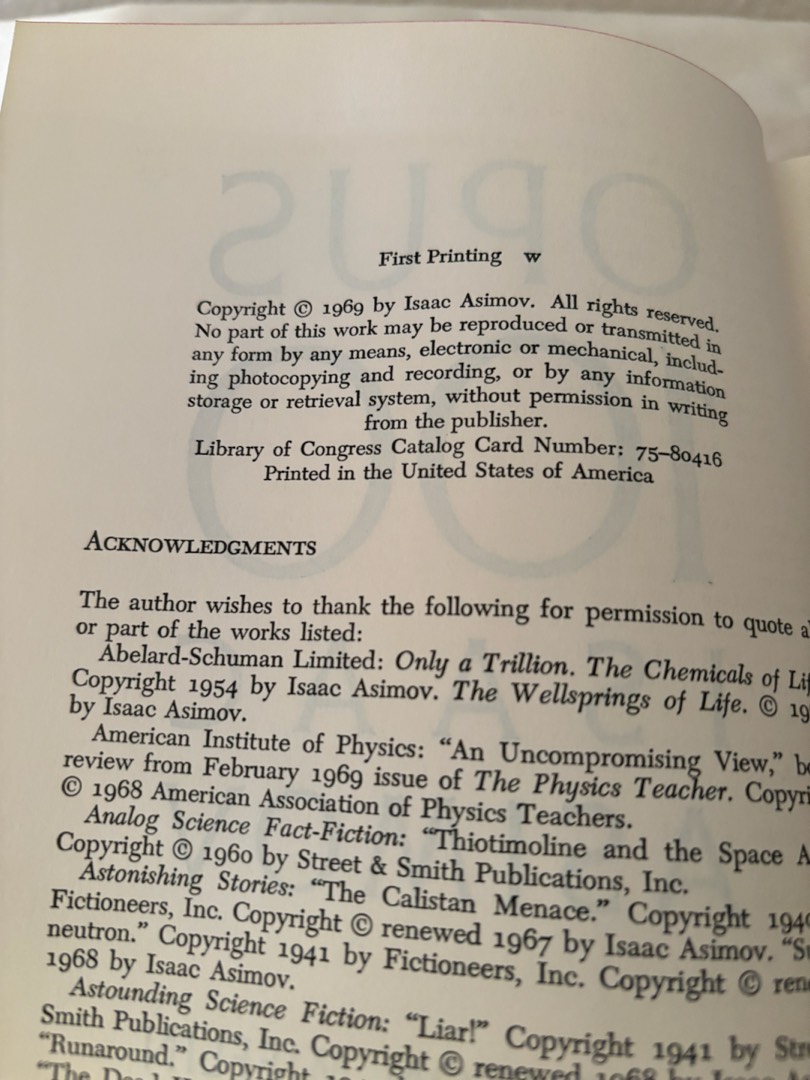 First Printing w
Copyright © 1969 by Isaac Asimov. All rights reserved.
No part of this work may be reproduced or transmitted in
any form by any means, electronic or mechanical, includ-
ing photocopying and recording, or by any information
storage or retrieval system, without permission in writing
from the publisher.
Library of Congress Catalog Card Number: 75–80416
Printed in the United States of America
ACKNOWLEDGMENTS
The author wishes to thank the following for permission to quote
or part of the works listed:
Abelard-Schuman Limited: Only a Trillion. The Chemicals of
Copyright 1954 by Isaac Asimov. The Wellsprings of Life. ©
by Isaac Asimov.
American Institute of Physics: “An Uncompromising View,”
review from February 1969 issue of The Physics Teacher.
© 1968 American Association of Physics Teachers.
Analog Science Fact-Fiction: “Thiotimoline and the Space
Copyright © 1960 by Street & Smith Publications, Inc.
Astonishing Stories: “The Calistan Menace.” Copyright
Fictioneers, Inc. Copyright © renewed 1967 by Isaac Asimov.
neutron.” Copyright 1941 by Fictioneers, Inc. Copyright ©
1968 by Isaac Asimov.
Astounding Science Fiction: “Liar!” Copyright 1941 by
Smith Publications, Inc. Copyright © renewed 1968 by
“Runaround.” Copyright
“The